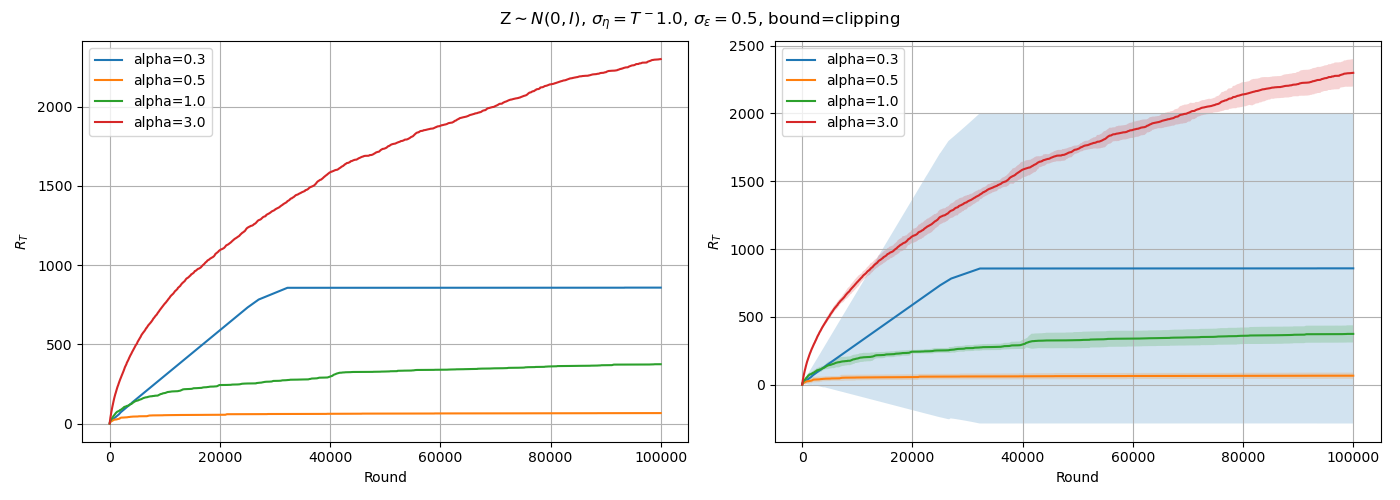 Z ∼ N(0, I), σ_η = T⁻1.0, σ_ε = 0.5, bound=clipping
alpha=0.3
alpha=0.5
alpha=1.0
alpha=3.0
2000
1500
1000
500
0
R_T
0 20000 40000 60000 80000 100000
Round
alpha=0.3
alpha=0.5
alpha=1.0
alpha=3.0
2500
2000
1500
1000
500
0
R_T
0 20000 40000 60000 80000 100000
Round